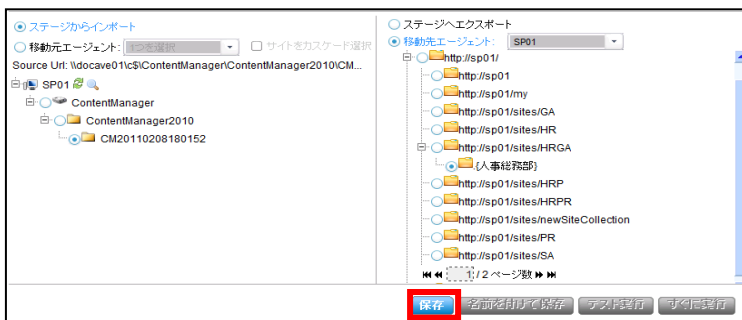 ステージからインポート
移動元エージェント: 1つを選択 サイトをカスケード選択
Source Url: \\docave01\c$\ContentManager\ContentManager2010\CM...
SP01
ContentManager
ContentManager2010
CM20110208180152
ステージへエクスポート
移動先エージェント: SP01
http://sp01/
http://sp01
http://sp01/my
http://sp01/sites/GA
http://sp01/sites/HR
http://sp01/sites/HRGA
.{人事総務部}
http://sp01/sites/HRP
http://sp01/sites/HRPR
http://sp01/sites/newSiteCollection
http://sp01/sites/PR
http://sp01/sites/SA
1 / 2 ページ数
保存 名前を付けて保存 テスト実行 すぐに実行